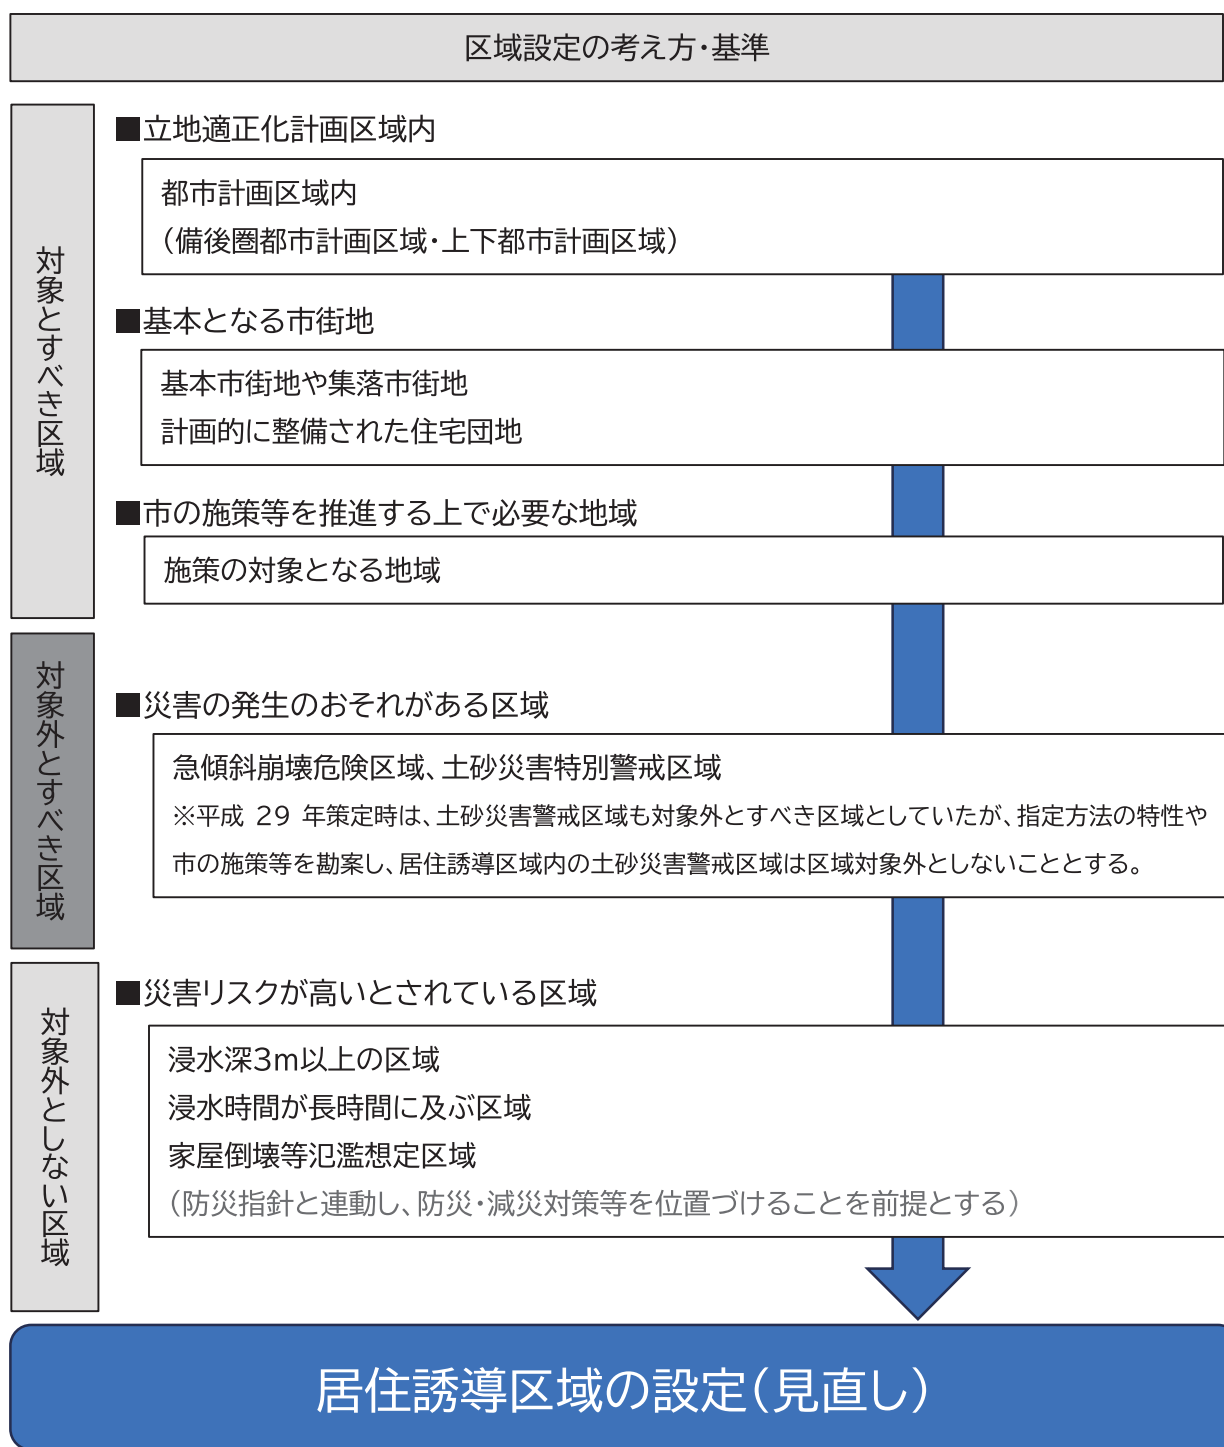 区域設定の考え方・基準
対象とすべき区域
■立地適正化計画区域内
都市計画区域内
（備後圏都市計画区域・上下都市計画区域）
■基本となる市街地
基本市街地や集落市街地
計画的に整備された住宅団地
■市の施策等を推進する上で必要な地域
施策の対象となる地域
対象外とすべき区域
■災害の発生のおそれがある区域
急傾斜崩壊危険区域、土砂災害特別警戒区域
※平成 29 年策定時は、土砂災害警戒区域も対象外とすべき区域としていたが、指定方法の特性や
市の施策等を勘案し、居住誘導区域内の土砂災害警戒区域は区域対象外としないこととする。
対象外としない区域
■災害リスクが高いとされている区域
浸水深3m以上の区域
浸水時間が長時間に及ぶ区域
家屋倒壊等氾濫想定区域
（防災指針と連動し、防災・減災対策等を位置づけることを前提とする）
居住誘導区域の設定（見直し）